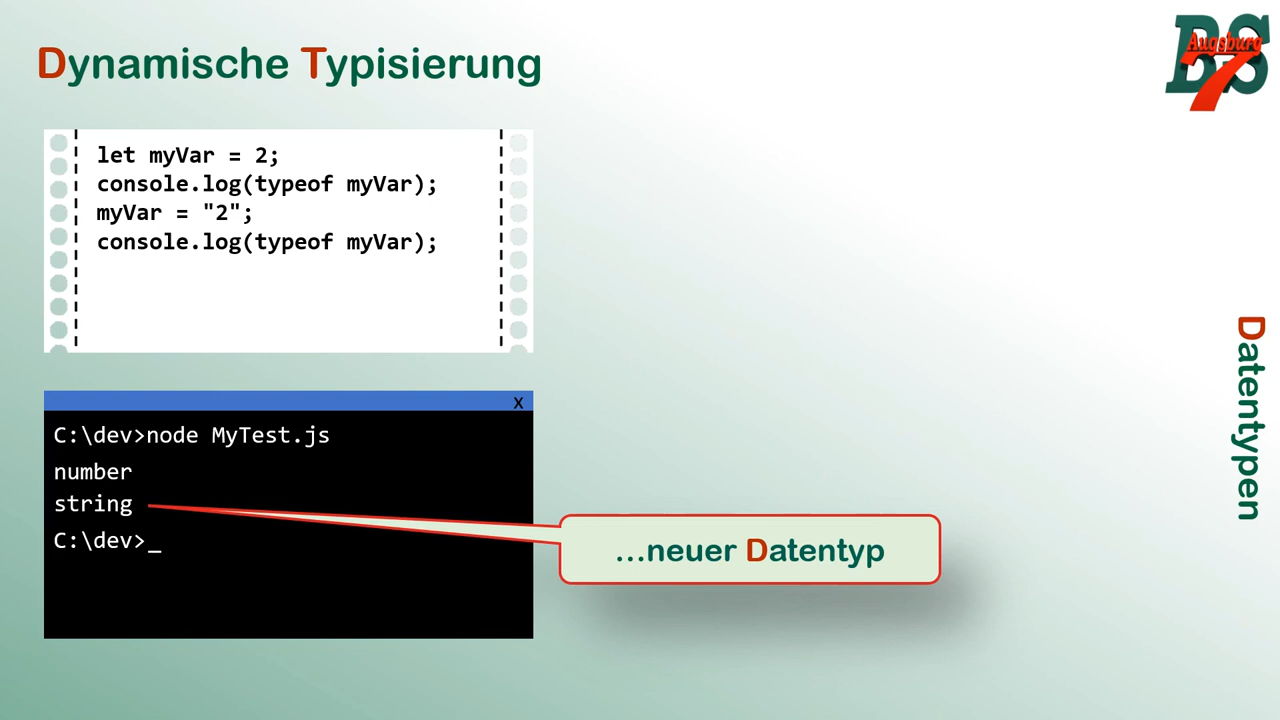 Dynamische Typisierung
BS
Augsburg
7
let myVar = 2;
console.log(typeof myVar);
myVar = "2";
console.log(typeof myVar);
x
C:\dev>node MyTest.js
number
string
C:\dev>_
...neuer Datentyp
Datentypen